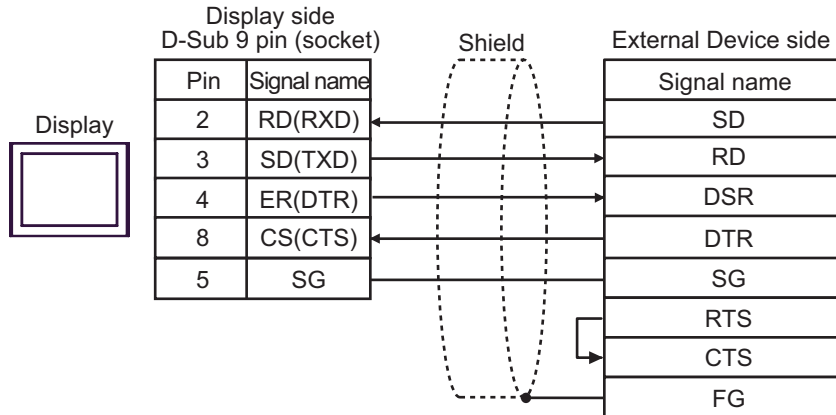 Display side
D-Sub 9 pin (socket)
Shield
External Device side
Pin Signal name
Signal name
Display
2 RD(RXD)
SD
3 SD(TXD)
RD
4 ER(DTR)
DSR
8 CS(CTS)
DTR
5 SG
SG
RTS
CTS
FG